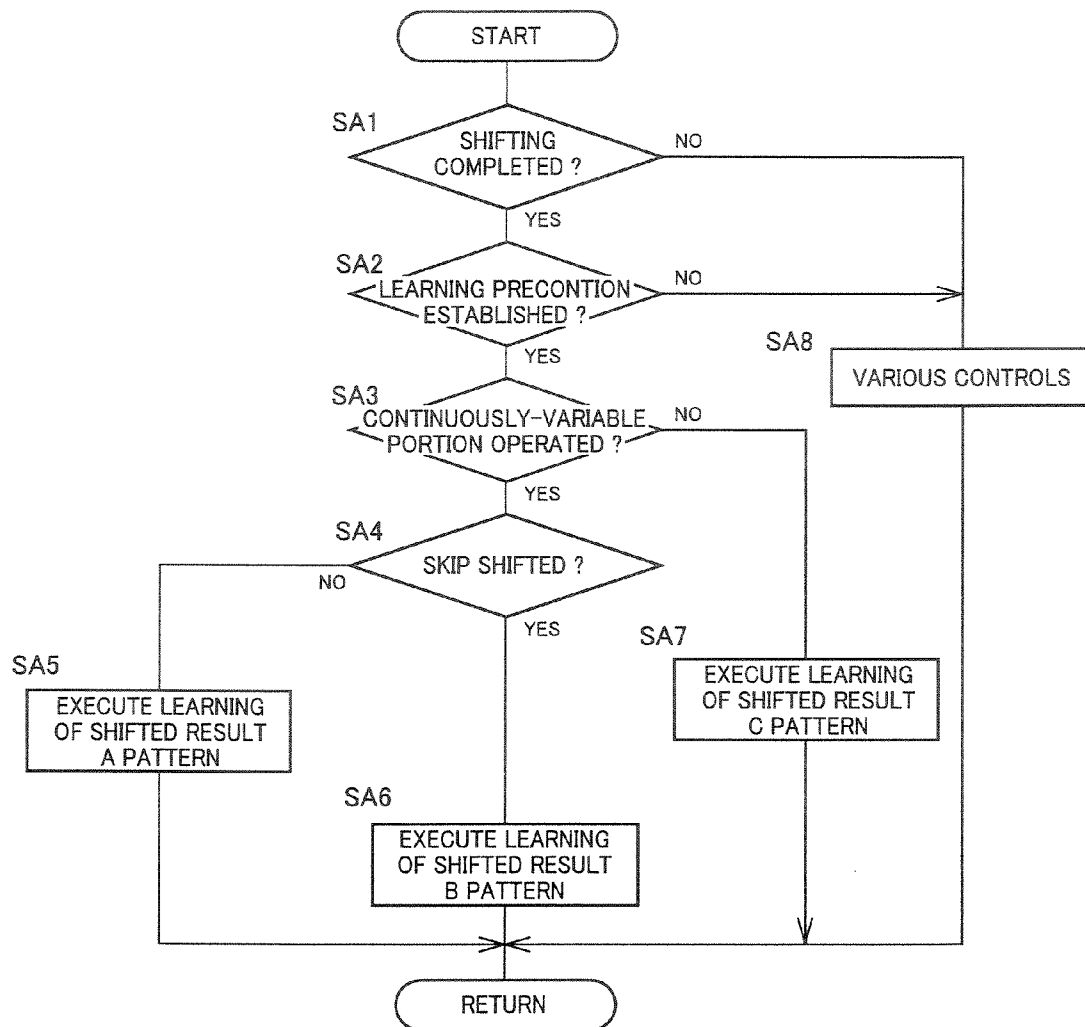 START
SA1
SHIFTING
COMPLETED ?
NO
YES
SA2
LEARNING PRECONTION
ESTABLISHED ?
NO
YES
SA8
VARIOUS CONTROLS
SA3
CONTINUOUSLY-VARIABLE
PORTION OPERATED ?
NO
YES
SA4
SKIP SHIFTED ?
NO
YES
SA5
EXECUTE LEARNING
OF SHIFTED RESULT
A PATTERN
SA7
EXECUTE LEARNING
OF SHIFTED RESULT
C PATTERN
SA6
EXECUTE LEARNING
OF SHIFTED RESULT
B PATTERN
RETURN